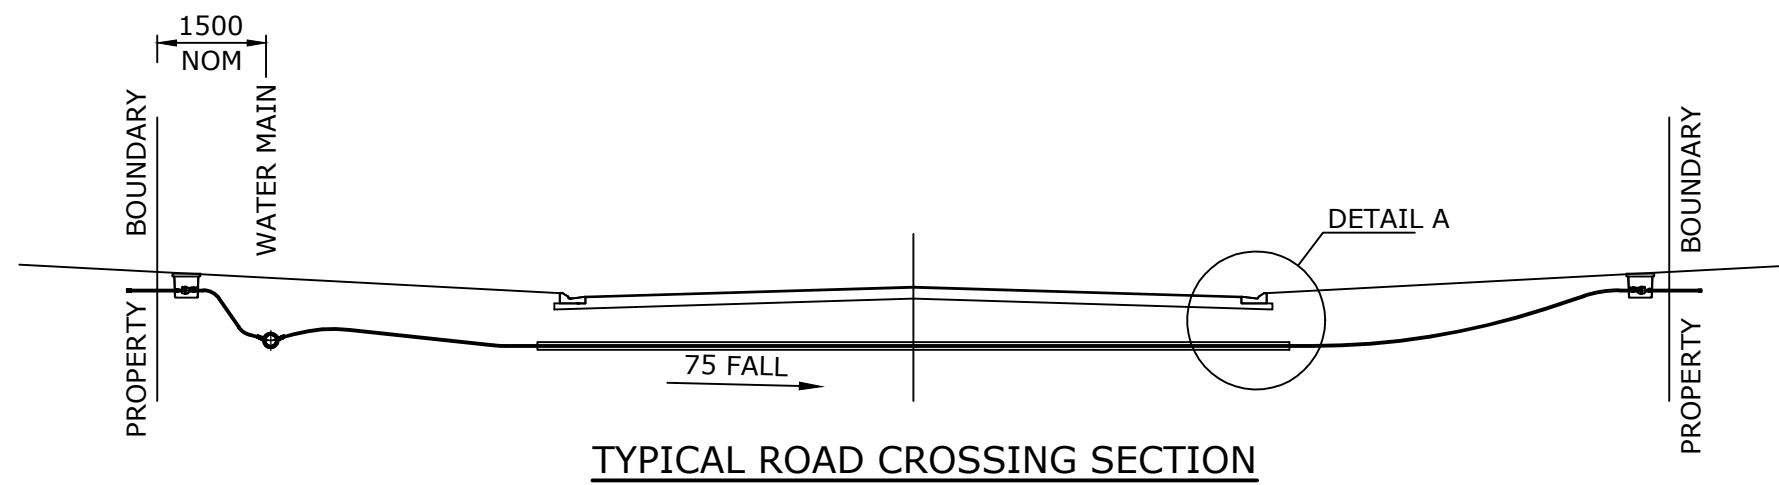 1500
NOM
PROPERTY BOUNDARY
WATER MAIN
DETAIL A
PROPERTY BOUNDARY
75 FALL
TYPICAL ROAD CROSSING SECTION